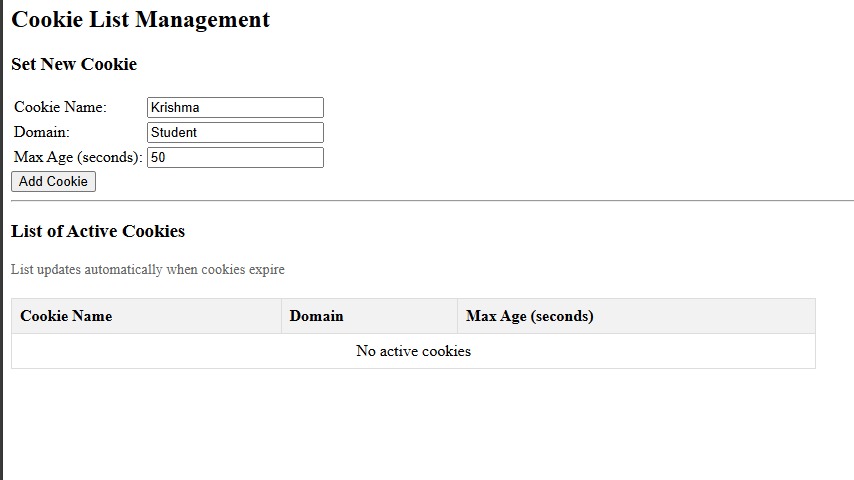 Cookie List Management
Set New Cookie
Cookie Name: Krishma
Domain: Student
Max Age (seconds): 50
Add Cookie
List of Active Cookies
List updates automatically when cookies expire
Cookie Name Domain Max Age (seconds)
No active cookies